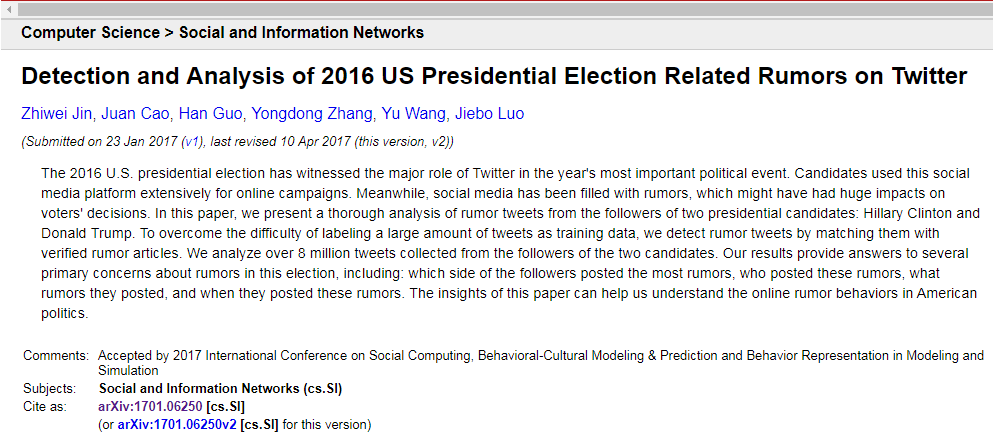 Computer Science > Social and Information Networks
Detection and Analysis of 2016 US Presidential Election Related Rumors on Twitter
Zhiwei Jin, Juan Cao, Han Guo, Yongdong Zhang, Yu Wang, Jiebo Luo
(Submitted on 23 Jan 2017 (v1), last revised 10 Apr 2017 (this version, v2))
The 2016 U.S. presidential election has witnessed the major role of Twitter in the year's most important political event. Candidates used this social
media platform extensively for online campaigns. Meanwhile, social media has been filled with rumors, which might have had huge impacts on
voters' decisions. In this paper, we present a thorough analysis of rumor tweets from the followers of two presidential candidates: Hillary Clinton and
Donald Trump. To overcome the difficulty of labeling a large amount of tweets as training data, we detect rumor tweets by matching them with
verified rumor articles. We analyze over 8 million tweets collected from the followers of the two candidates. Our results provide answers to several
primary concerns about rumors in this election, including: which side of the followers posted the most rumors, who posted these rumors, what
rumors they posted, and when they posted these rumors. The insights of this paper can help us understand the online rumor behaviors in American
politics.
Comments: Accepted by 2017 International Conference on Social Computing, Behavioral-Cultural Modeling & Prediction and Behavior Representation in Modeling and
Simulation
Subjects: Social and Information Networks (cs.SI)
Cite as: arXiv:1701.06250 [cs.SI]
(or arXiv:1701.06250v2 [cs.SI] for this version)